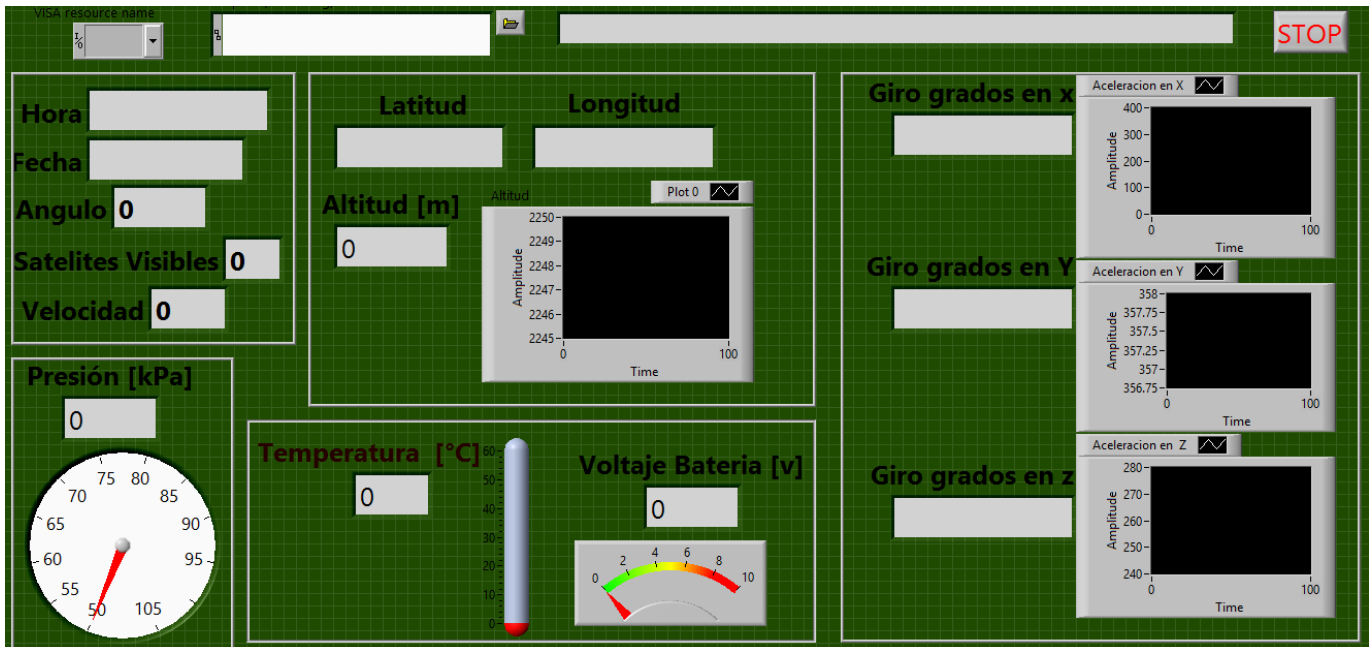 VISA resource name
STOP
Hora
Fecha
Angulo 0
Satelites Visibles 0
Velocidad 0
Latitud Longitud
Altitud [m]
0
Altitud
Plot 0
2250
2249
2248
2247
2246
2245
Amplitude
0 100
Time
Giro grados en x
Aceleracion en X
400
300
200
100
0
Amplitude
0 100
Time
Giro grados en Y
Aceleracion en Y
358
357.75
357.5
357.25
357
356.75
Amplitude
0 100
Time
Giro grados en z
Aceleracion en Z
280
270
260
250
240
Amplitude
0 100
Time
Presión [kPa]
0
50 55 60 65 70 75 80 85 90 95 105
Temperatura [°C]
0
60
50
40
30
20
10
0
Voltaje Bateria [v]
0
0 2 4 6 8 10